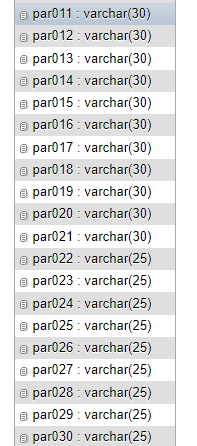 par011 : varchar(30)
par012 : varchar(30)
par013 : varchar(30)
par014 : varchar(30)
par015 : varchar(30)
par016 : varchar(30)
par017 : varchar(30)
par018 : varchar(30)
par019 : varchar(30)
par020 : varchar(30)
par021 : varchar(30)
par022 : varchar(25)
par023 : varchar(25)
par024 : varchar(25)
par025 : varchar(25)
par026 : varchar(25)
par027 : varchar(25)
par028 : varchar(25)
par029 : varchar(25)
par030 : varchar(25)